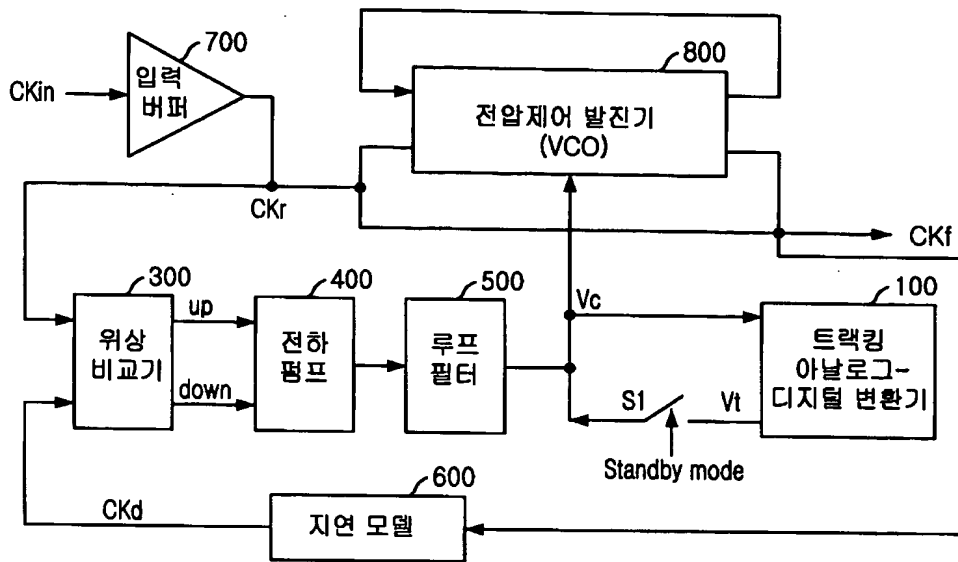 700
입력
버퍼
CKin
CKr
800
전압제어 발진기
(VCO)
CKf
300
위상
비교기
up
down
400
전하
펌프
500
루프
필터
Vc
100
트랙킹
아날로그-
디지털 변환기
S1
Vt
Standby mode
600
지연 모델
CKd